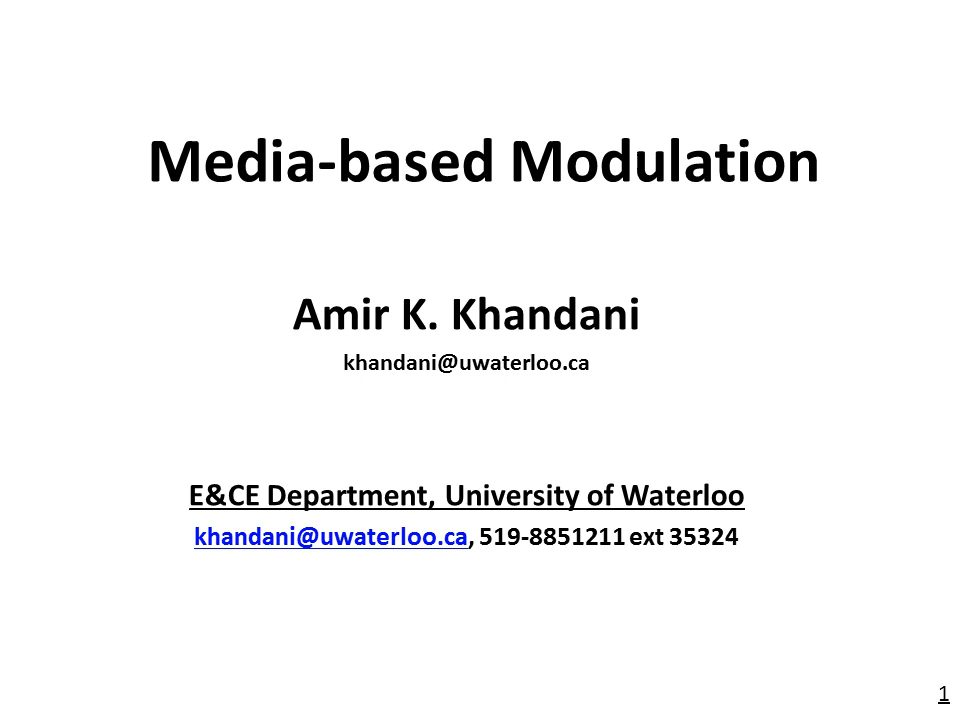 Media-based Modulation
Amir K. Khandani
khandani@uwaterloo.ca
E&CE Department, University of Waterloo
khandani@uwaterloo.ca, 519-8851211 ext 35324
1